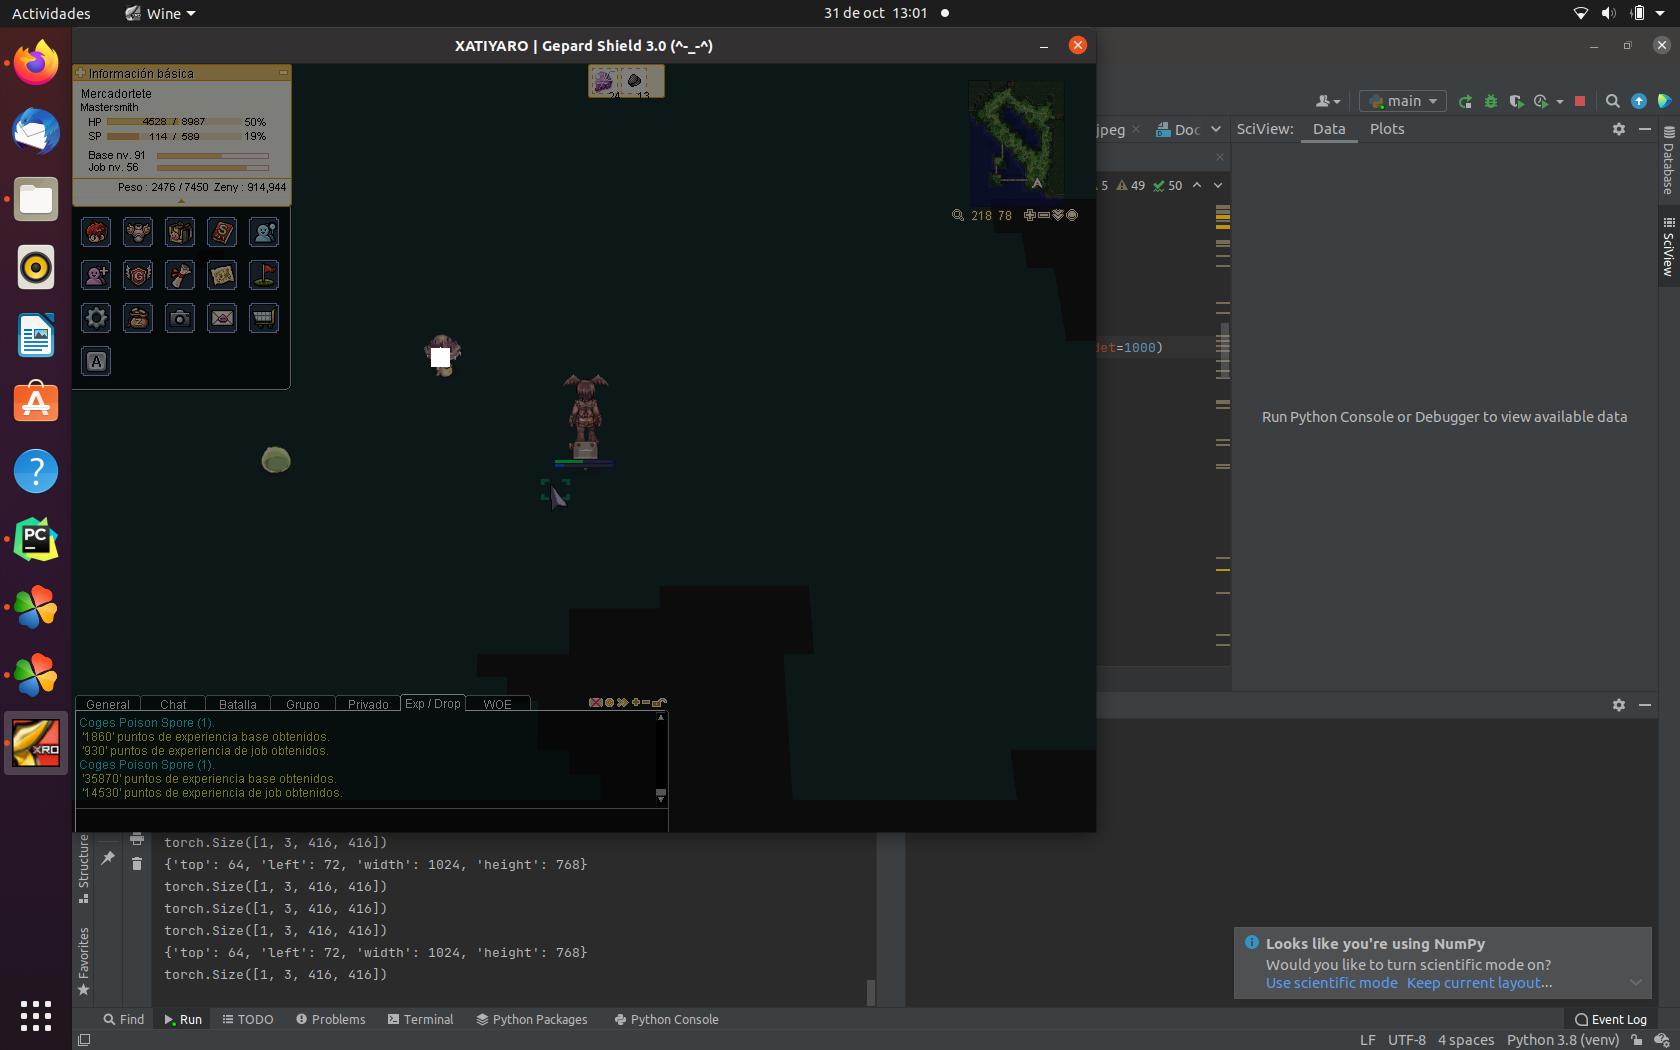 Actividades
Wine
31 de oct 13:01
XATIYARO | Gepard Shield 3.0 (^-_-^)
Información básica
Mercadortete
Mastersmith
HP 4528 / 8987 50%
SP 114 / 589 19%
Base nv. 91
Job nv. 56
Peso : 2476 / 7450 Zeny : 914,944
24 13
218 78
A
main
jpeg
Doc
SciView: Data Plots
5 49 50
Database
SciView
det=1000)
Run Python Console or Debugger to view available data
General Chat Batalla Grupo Privado Exp / Drop WOE
Coges Poison Spore (1).
'1860' puntos de experiencia base obtenidos.
'930' puntos de experiencia de job obtenidos.
Coges Poison Spore (1).
'35870' puntos de experiencia base obtenidos.
'14530' puntos de experiencia de job obtenidos.
PC
XRO
Structure
Favorites
torch.Size([1, 3, 416, 416])
{'top': 64, 'left': 72, 'width': 1024, 'height': 768}
torch.Size([1, 3, 416, 416])
torch.Size([1, 3, 416, 416])
torch.Size([1, 3, 416, 416])
{'top': 64, 'left': 72, 'width': 1024, 'height': 768}
torch.Size([1, 3, 416, 416])
Looks like you're using NumPy
Would you like to turn scientific mode on?
Use scientific mode Keep current layout...
Find Run TODO Problems Terminal Python Packages Python Console
Event Log
LF UTF-8 4 spaces Python 3.8 (venv)